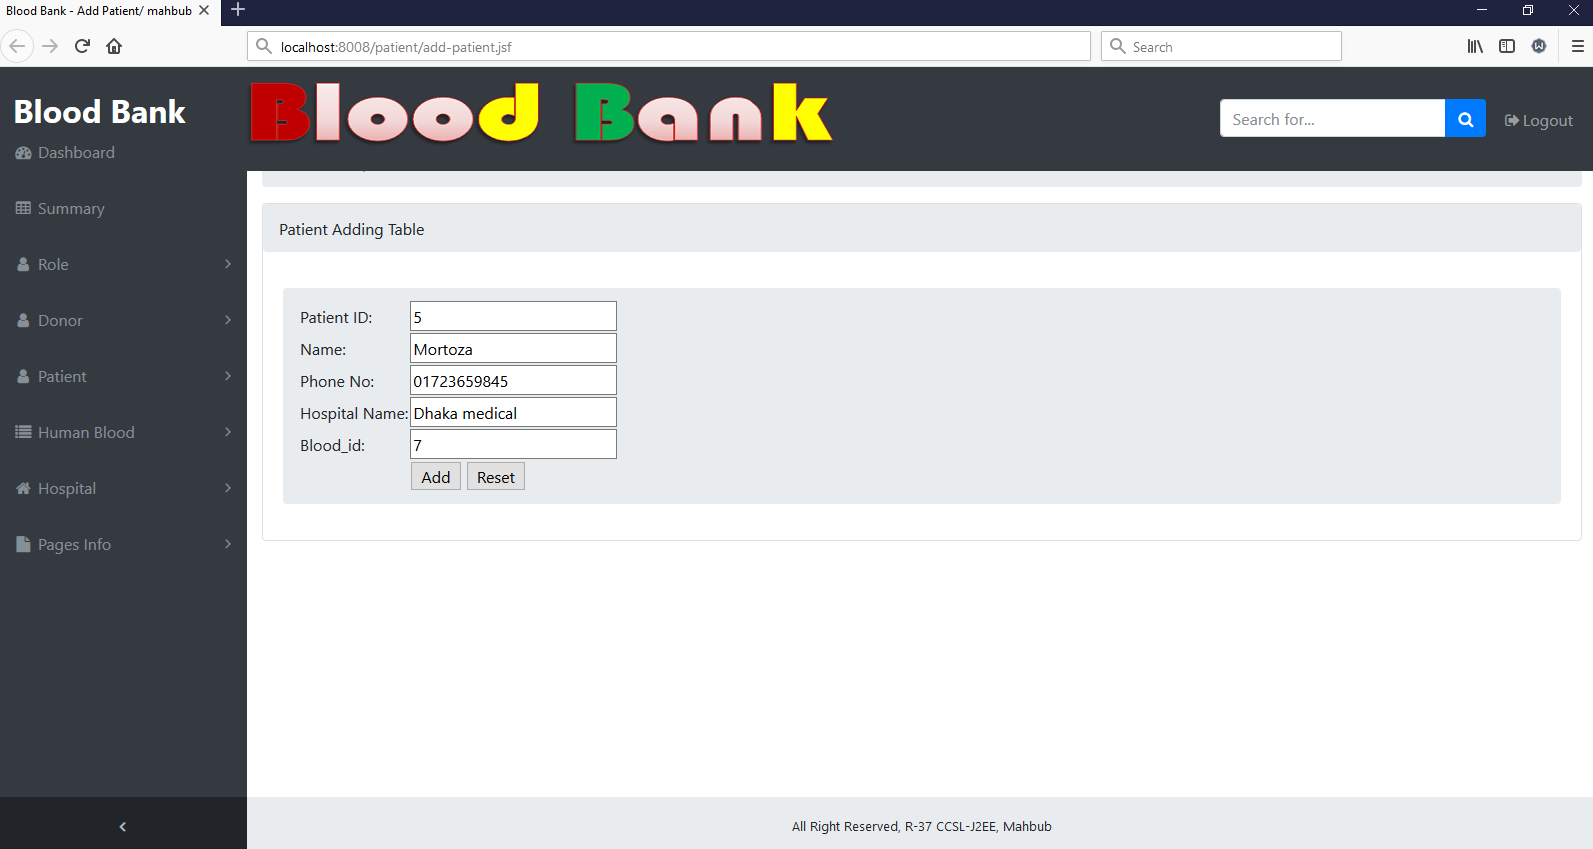 Blood Bank - Add Patient/ mahbub
localhost:8008/patient/add-patient.jsf
Search
Blood Bank
Blood Bank
Search for...
Logout
Dashboard
Summary
Role
Donor
Patient
Human Blood
Hospital
Pages Info
Patient Adding Table
Patient ID: 5
Name: Mortoza
Phone No: 01723659845
Hospital Name: Dhaka medical
Blood_id: 7
Add Reset
All Right Reserved, R-37 CCSL-J2EE, Mahbub